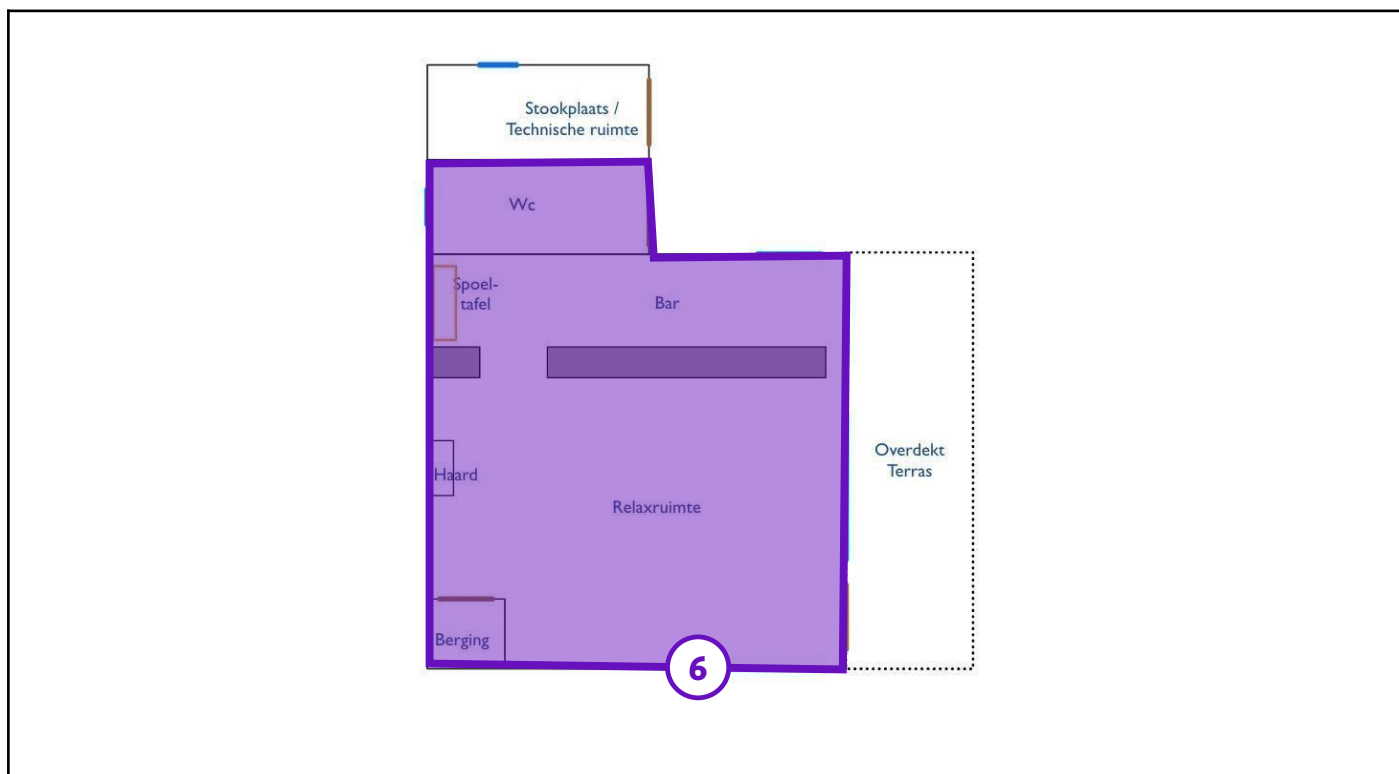 Stookplaats /
Technische ruimte
Wc
Spoel-
tafel
Bar
Overdekt
Terras
Haard
Relaxruimte
Berging
6